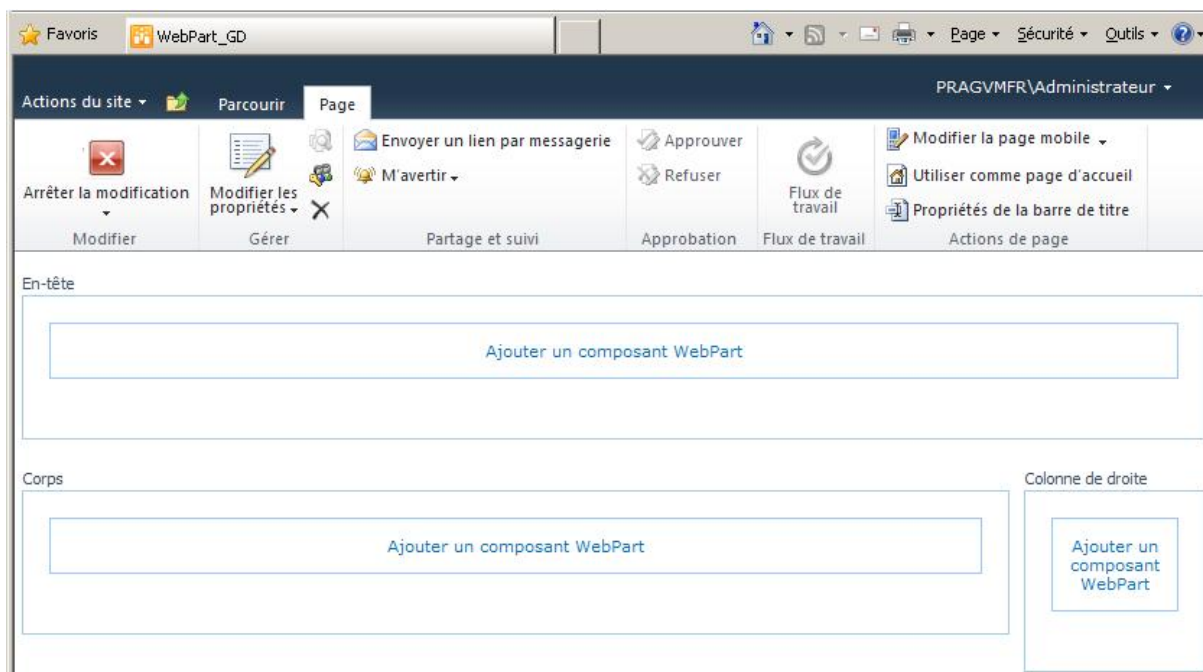 Favoris
WebPart_GD
Page
Sécurité
Outils
PRAGVMFR\Administrateur
Actions du site
Parcourir
Page
Arrêter la modification
Modifier
Modifier les
propriétés
Gérer
Envoyer un lien par messagerie
M'avertir
Partage et suivi
Approuver
Refuser
Approbation
Flux de
travail
Flux de travail
Modifier la page mobile
Utiliser comme page d'accueil
Propriétés de la barre de titre
Actions de page
En-tête
Ajouter un composant WebPart
Corps
Ajouter un composant WebPart
Colonne de droite
Ajouter un
composant
WebPart